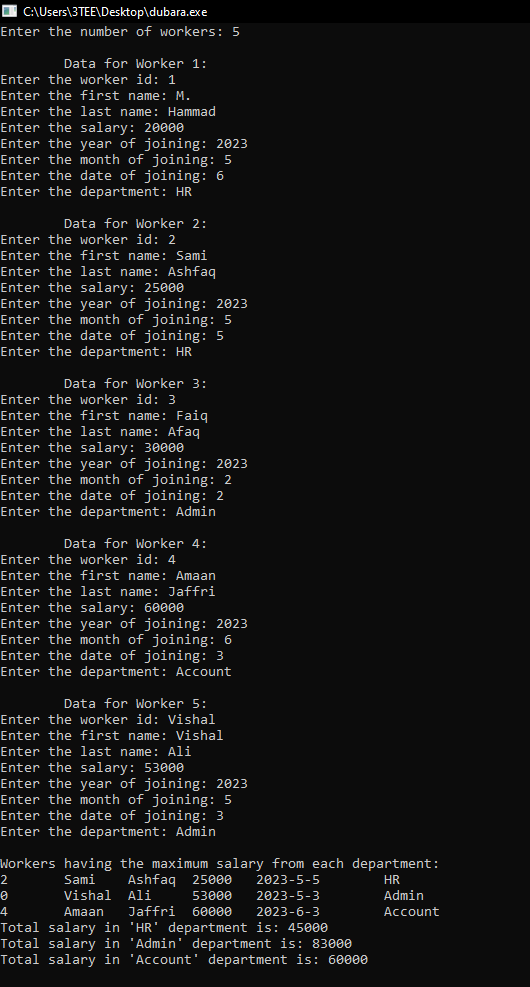 C:\Users\3TEE\Desktop\dubara.exe
Enter the number of workers: 5
Data for Worker 1:
Enter the worker id: 1
Enter the first name: M.
Enter the last name: Hammad
Enter the salary: 20000
Enter the year of joining: 2023
Enter the month of joining: 5
Enter the date of joining: 6
Enter the department: HR
Data for Worker 2:
Enter the worker id: 2
Enter the first name: Sami
Enter the last name: Ashfaq
Enter the salary: 25000
Enter the year of joining: 2023
Enter the month of joining: 5
Enter the date of joining: 5
Enter the department: HR
Data for Worker 3:
Enter the worker id: 3
Enter the first name: Faiq
Enter the last name: Afaq
Enter the salary: 30000
Enter the year of joining: 2023
Enter the month of joining: 2
Enter the date of joining: 2
Enter the department: Admin
Data for Worker 4:
Enter the worker id: 4
Enter the first name: Amaan
Enter the last name: Jaffri
Enter the salary: 60000
Enter the year of joining: 2023
Enter the month of joining: 6
Enter the date of joining: 3
Enter the department: Account
Data for Worker 5:
Enter the worker id: Vishal
Enter the first name: Vishal
Enter the last name: Ali
Enter the salary: 53000
Enter the year of joining: 2023
Enter the month of joining: 5
Enter the date of joining: 3
Enter the department: Admin
Workers having the maximum salary from each department:
2 Sami Ashfaq 25000 2023-5-5 HR
0 Vishal Ali 53000 2023-5-3 Admin
4 Amaan Jaffri 60000 2023-6-3 Account
Total salary in 'HR' department is: 45000
Total salary in 'Admin' department is: 83000
Total salary in 'Account' department is: 60000